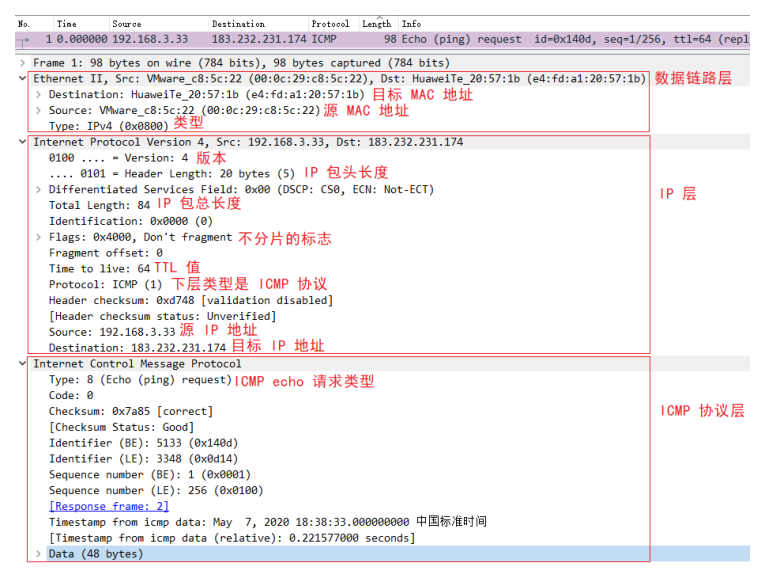 No. Time Source Destination Protocol Length Info
1 0.000000 192.168.3.33 183.232.231.174 ICMP 98 Echo (ping) request id=0x140d, seq=1/256, ttl=64 (repl
Frame 1: 98 bytes on wire (784 bits), 98 bytes captured (784 bits)
Ethernet II, Src: VMware_c8:5c:22 (00:0c:29:c8:5c:22), Dst: HuaweiTe_20:57:1b (e4:fd:a1:20:57:1b) 数据链路层
Destination: HuaweiTe_20:57:1b (e4:fd:a1:20:57:1b) 目标 MAC 地址
Source: VMware_c8:5c:22 (00:0c:29:c8:5c:22) 源 MAC 地址
Type: IPv4 (0x0800) 类型
Internet Protocol Version 4, Src: 192.168.3.33, Dst: 183.232.231.174
0100 .... = Version: 4 版本
.... 0101 = Header Length: 20 bytes (5) IP 包头长度
Differentiated Services Field: 0x00 (DSCP: CS0, ECN: Not-ECT)
IP 层
Total Length: 84 IP 包总长度
Identification: 0x0000 (0)
Flags: 0x4000, Don't fragment 不分片的标志
Fragment offset: 0
Time to live: 64 TTL 值
Protocol: ICMP (1) 下层类型是 ICMP 协议
Header checksum: 0xd748 [validation disabled]
[Header checksum status: Unverified]
Source: 192.168.3.33 源 IP 地址
Destination: 183.232.231.174 目标 IP 地址
Internet Control Message Protocol
Type: 8 (Echo (ping) request) ICMP echo 请求类型
Code: 0
Checksum: 0x7a85 [correct]
ICMP 协议层
[Checksum Status: Good]
Identifier (BE): 5133 (0x140d)
Identifier (LE): 3348 (0x0d14)
Sequence number (BE): 1 (0x0001)
Sequence number (LE): 256 (0x0100)
[Response frame: 2]
Timestamp from icmp data: May 7, 2020 18:38:33.000000000 中国标准时间
[Timestamp from icmp data (relative): 0.221577000 seconds]
Data (48 bytes)